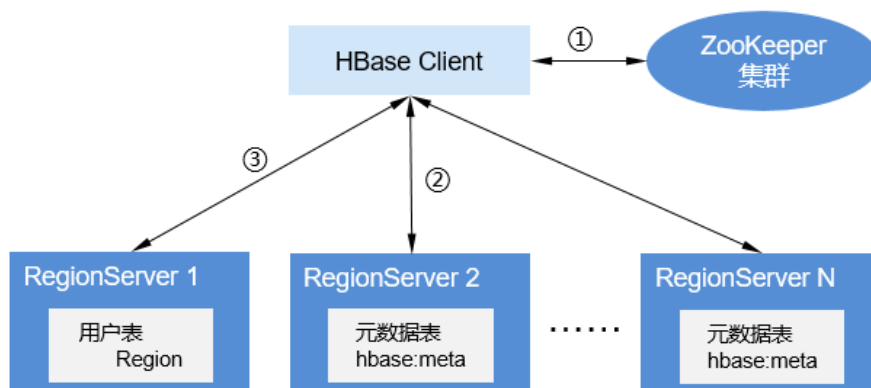 HBase Client
①
ZooKeeper
集群
③
②
RegionServer 1
用户表
Region
RegionServer 2
元数据表
hbase:meta
……
RegionServer N
元数据表
hbase:meta